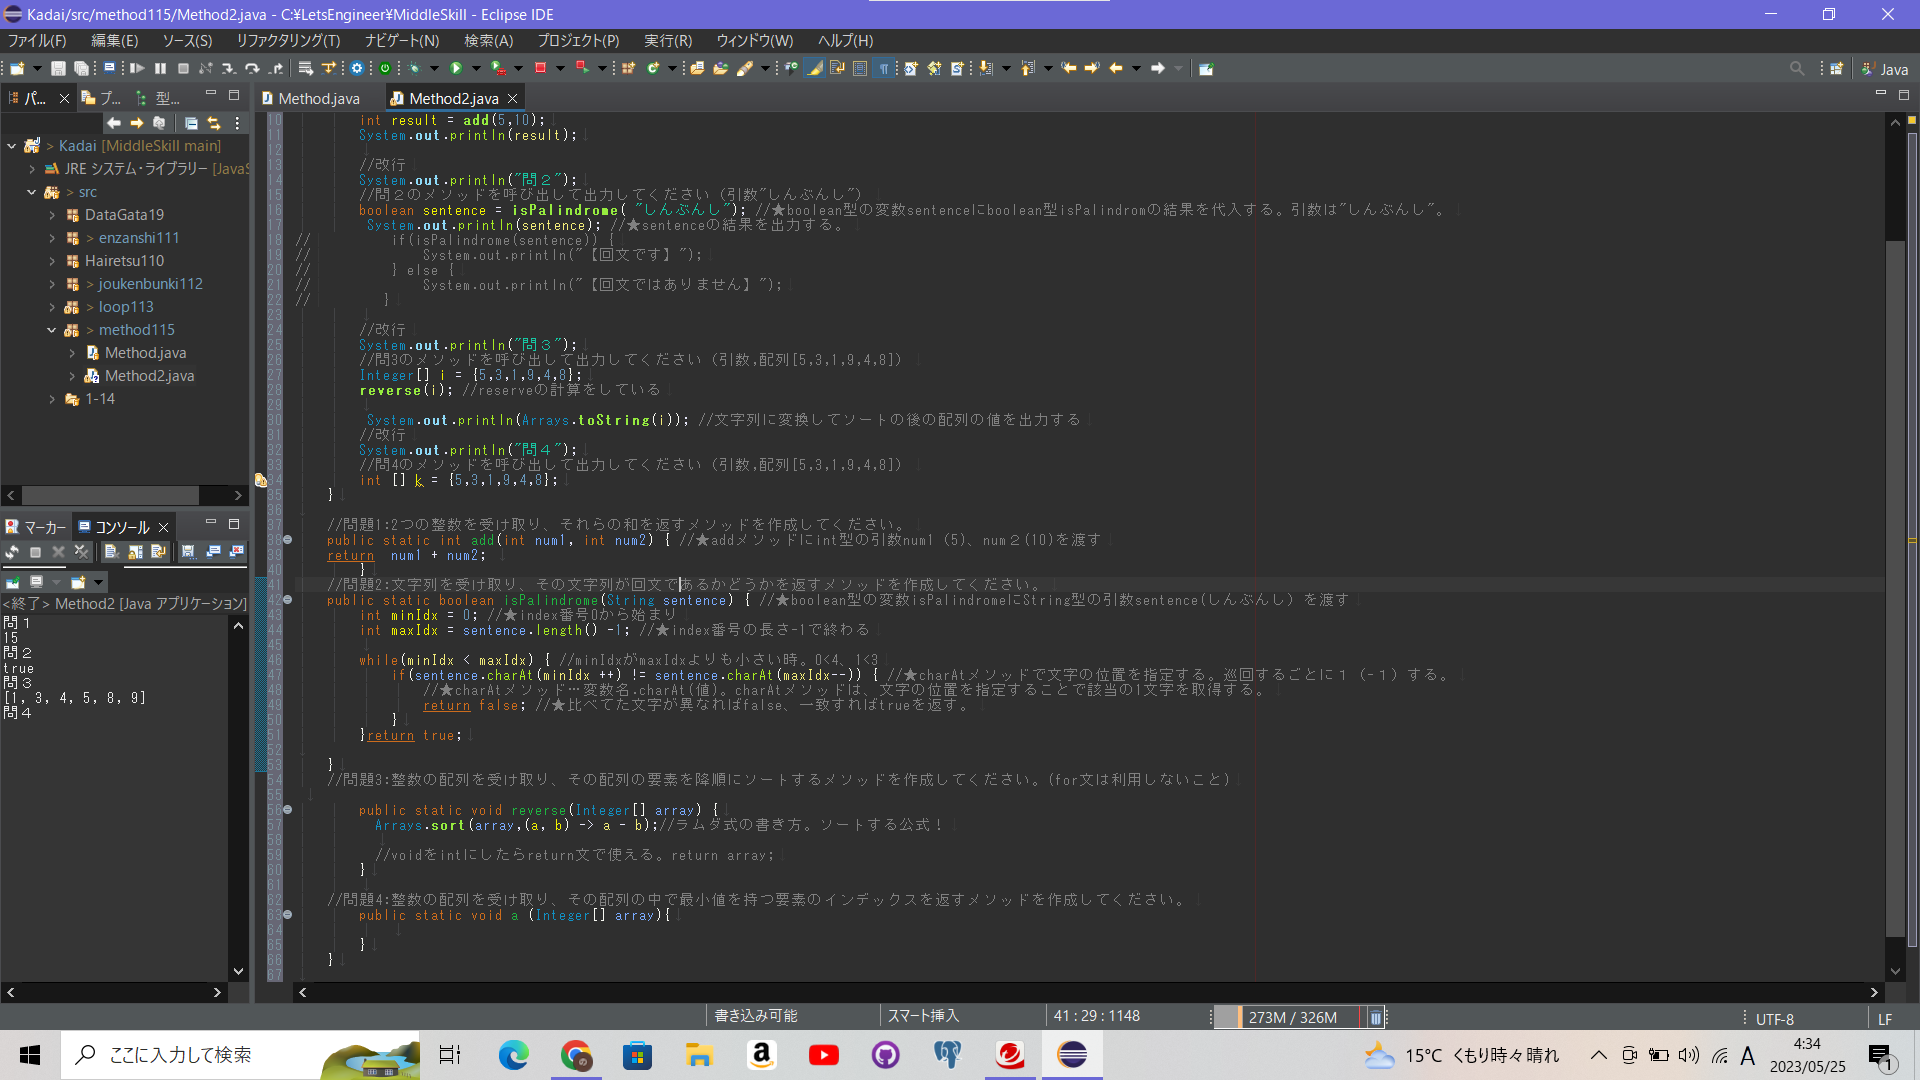 Kadai/src/method115/Method2.java - C:¥LetsEngineer¥MiddleSkill - Eclipse IDE
ファイル(F) 編集(E) ソース(S) リファクタリング(T) ナビゲート(N) 検索(A) プロジェクト(P) 実行(R) ウィンドウ(W) ヘルプ(H)
Java
パ... プ... 型...
> Kadai [MiddleSkill main]
JRE システム・ライブラリー [JavaS
> src
DataGata19
> enzanshi111
Hairetsu110
> joukenbunki112
> loop113
> method115
Method.java
Method2.java
1-14
マーカー コンソール
<終了> Method2 [Java アプリケーション]
問１
15
問２
true
問３
[1, 3, 4, 5, 8, 9]
問４
Method.java Method2.java
10 int result = add(5,10);
11 System.out.println(result);
12
13 //改行
14 System.out.println("問２");
15 //問２のメソッドを呼び出して出力してください（引数"しんぶんし"）
16 boolean sentence = isPalindrome( "しんぶんし"); //★boolean型の変数sentenceにboolean型isPalindromの結果を代入する。引数は"しんぶんし"。
17 System.out.println(sentence); //★sentenceの結果を出力する。
18 // if(isPalindrome(sentence)) {
19 // System.out.println("【回文です】");
20 // } else {
21 // System.out.println("【回文ではありません】");
22 // }
23
24 //改行
25 System.out.println("問３");
26 //問3のメソッドを呼び出して出力してください（引数,配列[5,3,1,9,4,8]）
27 Integer[] i = {5,3,1,9,4,8};
28 reverse(i); //reserveの計算をしている
29
30 System.out.println(Arrays.toString(i)); //文字列に変換してソートの後の配列の値を出力する
31 //改行
32 System.out.println("問４");
33 //問4のメソッドを呼び出して出力してください（引数,配列[5,3,1,9,4,8]）
34 int [] k = {5,3,1,9,4,8};
35 }
36
37 //問題1:2つの整数を受け取り、それらの和を返すメソッドを作成してください。
38 public static int add(int num1, int num2) { //★addメソッドにint型の引数num1（5)、num２(10)を渡す
39 return num1 + num2;
40 }
41 //問題2:文字列を受け取り、その文字列が回文であるかどうかを返すメソッドを作成してください。
42 public static boolean isPalindrome(String sentence) { //★boolean型の変数isPalindromeにString型の引数sentence(しんぶんし）を渡す
43 int minIdx = 0; //★index番号0から始まり
44 int maxIdx = sentence.length() -1; //★index番号の長さ-1で終わる
45
46 while(minIdx < maxIdx) { //minIdxがmaxIdxよりも小さい時。0<4、1<3
47 if(sentence.charAt(minIdx ++) != sentence.charAt(maxIdx--)) { //★charAtメソッドで文字の位置を指定する。巡回するごとに１（-１）する。
48 //★charAtメソッド…変数名.charAt(値)。charAtメソッドは、文字の位置を指定することで該当の1文字を取得する。
49 return false; //★比べてた文字が異なればfalse、一致すればtrueを返す。
50 }
51 }return true;
52
53 }
54 //問題3:整数の配列を受け取り、その配列の要素を降順にソートするメソッドを作成してください。(for文は利用しないこと）
55
56 public static void reverse(Integer[] array) {
57 Arrays.sort(array,(a, b) -> a - b);//ラムダ式の書き方。ソートする公式！
58
59 //voidをintにしたらreturn文で使える。return array;
60 }
61
62 //問題4:整数の配列を受け取り、その配列の中で最小値を持つ要素のインデックスを返すメソッドを作成してください。
63 public static void a (Integer[] array){
64
65 }
66 }
67
書き込み可能 スマート挿入 41 : 29 : 1148 273M / 326M UTF-8 LF
ここに入力して検索
15°C くもり時々晴れ
A
4:34
2023/05/25
1